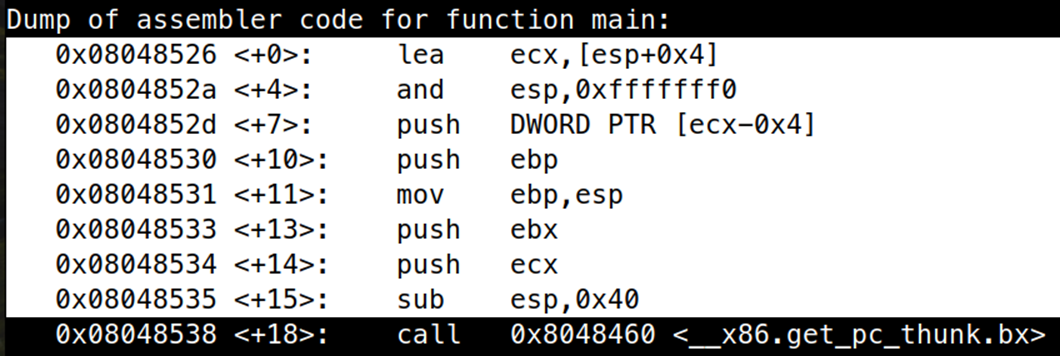 Dump of assembler code for function main:
0x08048526 <+0>: lea ecx,[esp+0x4]
0x0804852a <+4>: and esp,0xfffffff0
0x0804852d <+7>: push DWORD PTR [ecx-0x4]
0x08048530 <+10>: push ebp
0x08048531 <+11>: mov ebp,esp
0x08048533 <+13>: push ebx
0x08048534 <+14>: push ecx
0x08048535 <+15>: sub esp,0x40
0x08048538 <+18>: call 0x8048460 <__x86.get_pc_thunk.bx>